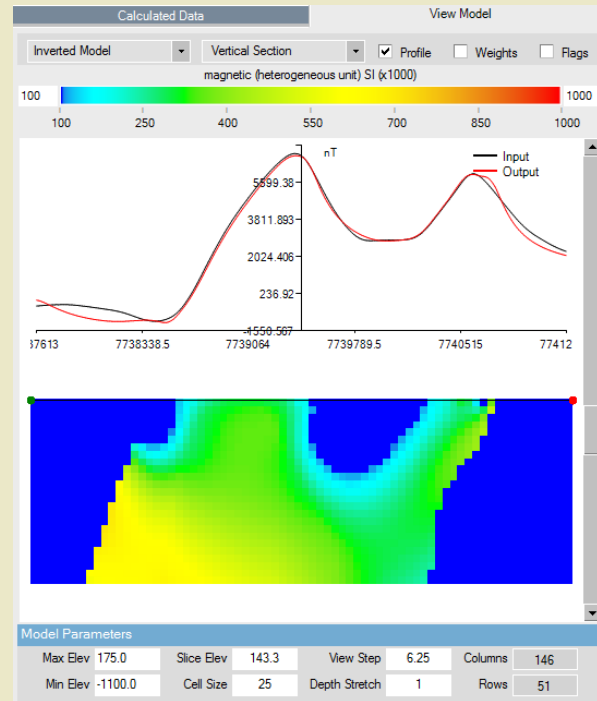 Calculated Data View Model
Inverted Model Vertical Section Profile Weights Flags
magnetic (heterogeneous unit) SI (x1000)
100 1000
100 250 400 550 700 850 1000
nT
Input
Output
5599.38
3811.893
2024.406
236.92
-1550.567
37613 7738338.5 7739064 7739789.5 7740515 77412
Model Parameters
Max Elev 175.0 Slice Elev 143.3 View Step 6.25 Columns 146
Min Elev -1100.0 Cell Size 25 Depth Stretch 1 Rows 51